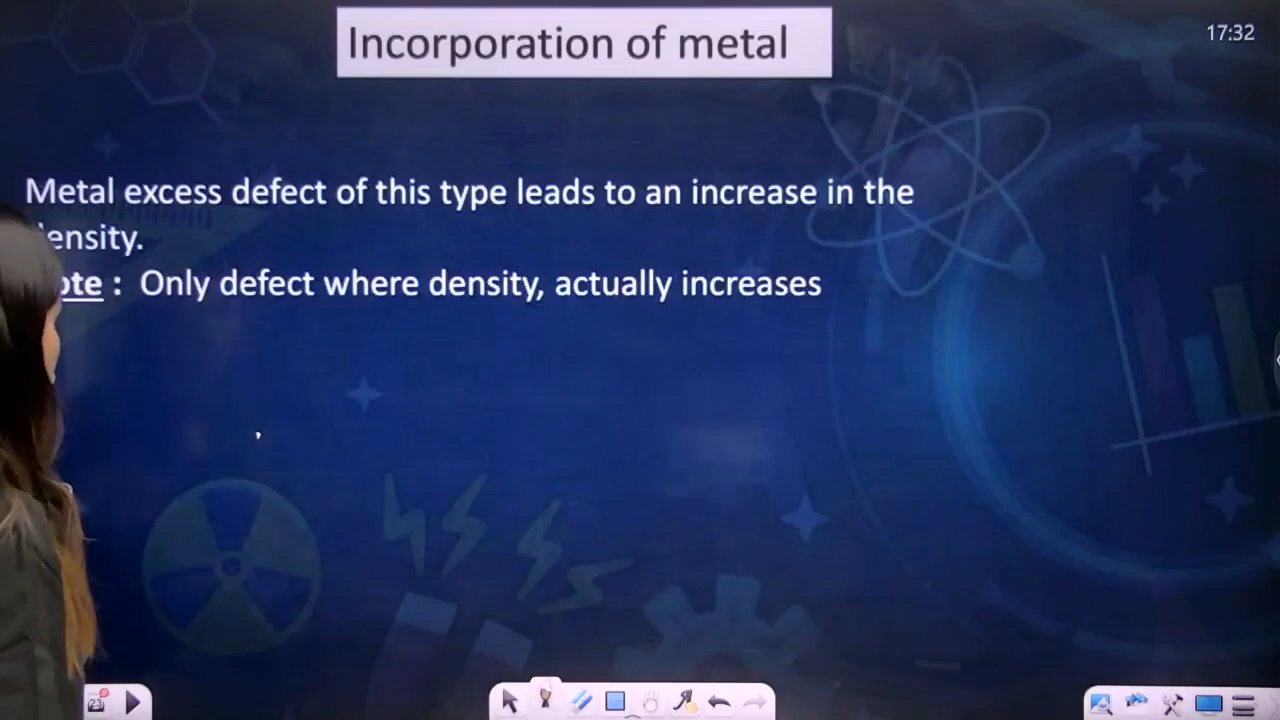 Incorporation of metal
17:32
Metal excess defect of this type leads to an increase in the
ensity.
ote : Only defect where density, actually increases
23